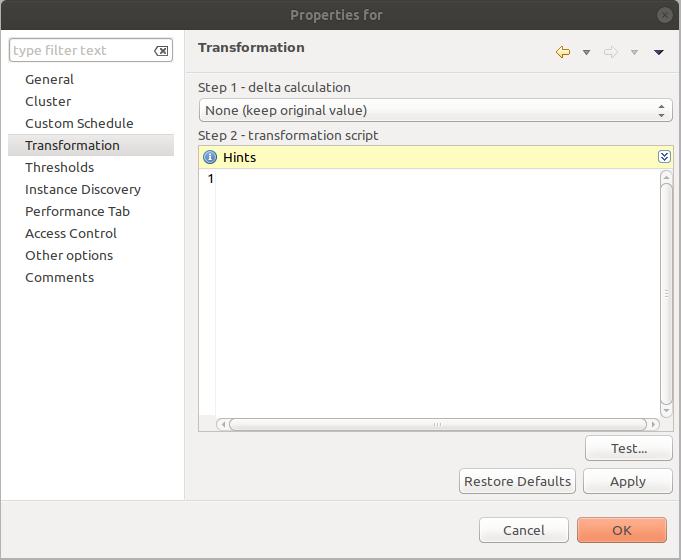 Properties for
type filter text
General
Cluster
Custom Schedule
Transformation
Thresholds
Instance Discovery
Performance Tab
Access Control
Other options
Comments
Transformation
Step 1 - delta calculation
None (keep original value)
Step 2 - transformation script
Hints
1
Test...
Restore Defaults
Apply
Cancel
OK